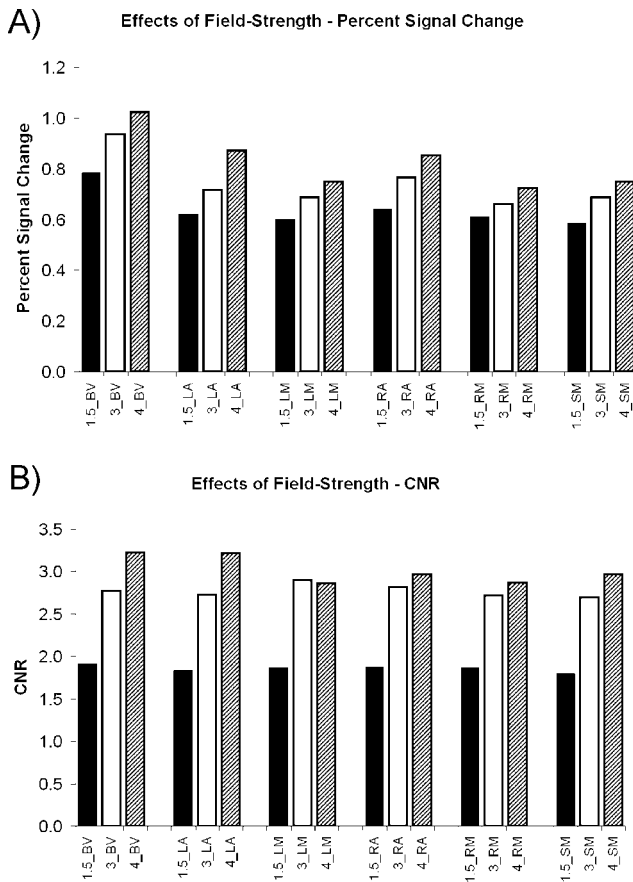 A)
Effects of Field-Strength - Percent Signal Change
Percent Signal Change
1.2
1.0
0.8
0.6
0.4
0.2
0.0
1.5_BV
3_BV
4_BV
1.5_LA
3_LA
4_LA
1.5_LM
3_LM
4_LM
1.5_RA
3_RA
4_RA
1.5_RM
3_RM
4_RM
1.5_SM
3_SM
4_SM
B)
Effects of Field-Strength - CNR
CNR
3.5
3.0
2.5
2.0
1.5
1.0
0.5
0.0
1.5_BV
3_BV
4_BV
1.5_LA
3_LA
4_LA
1.5_LM
3_LM
4_LM
1.5_RA
3_RA
4_RA
1.5_RM
3_RM
4_RM
1.5_SM
3_SM
4_SM